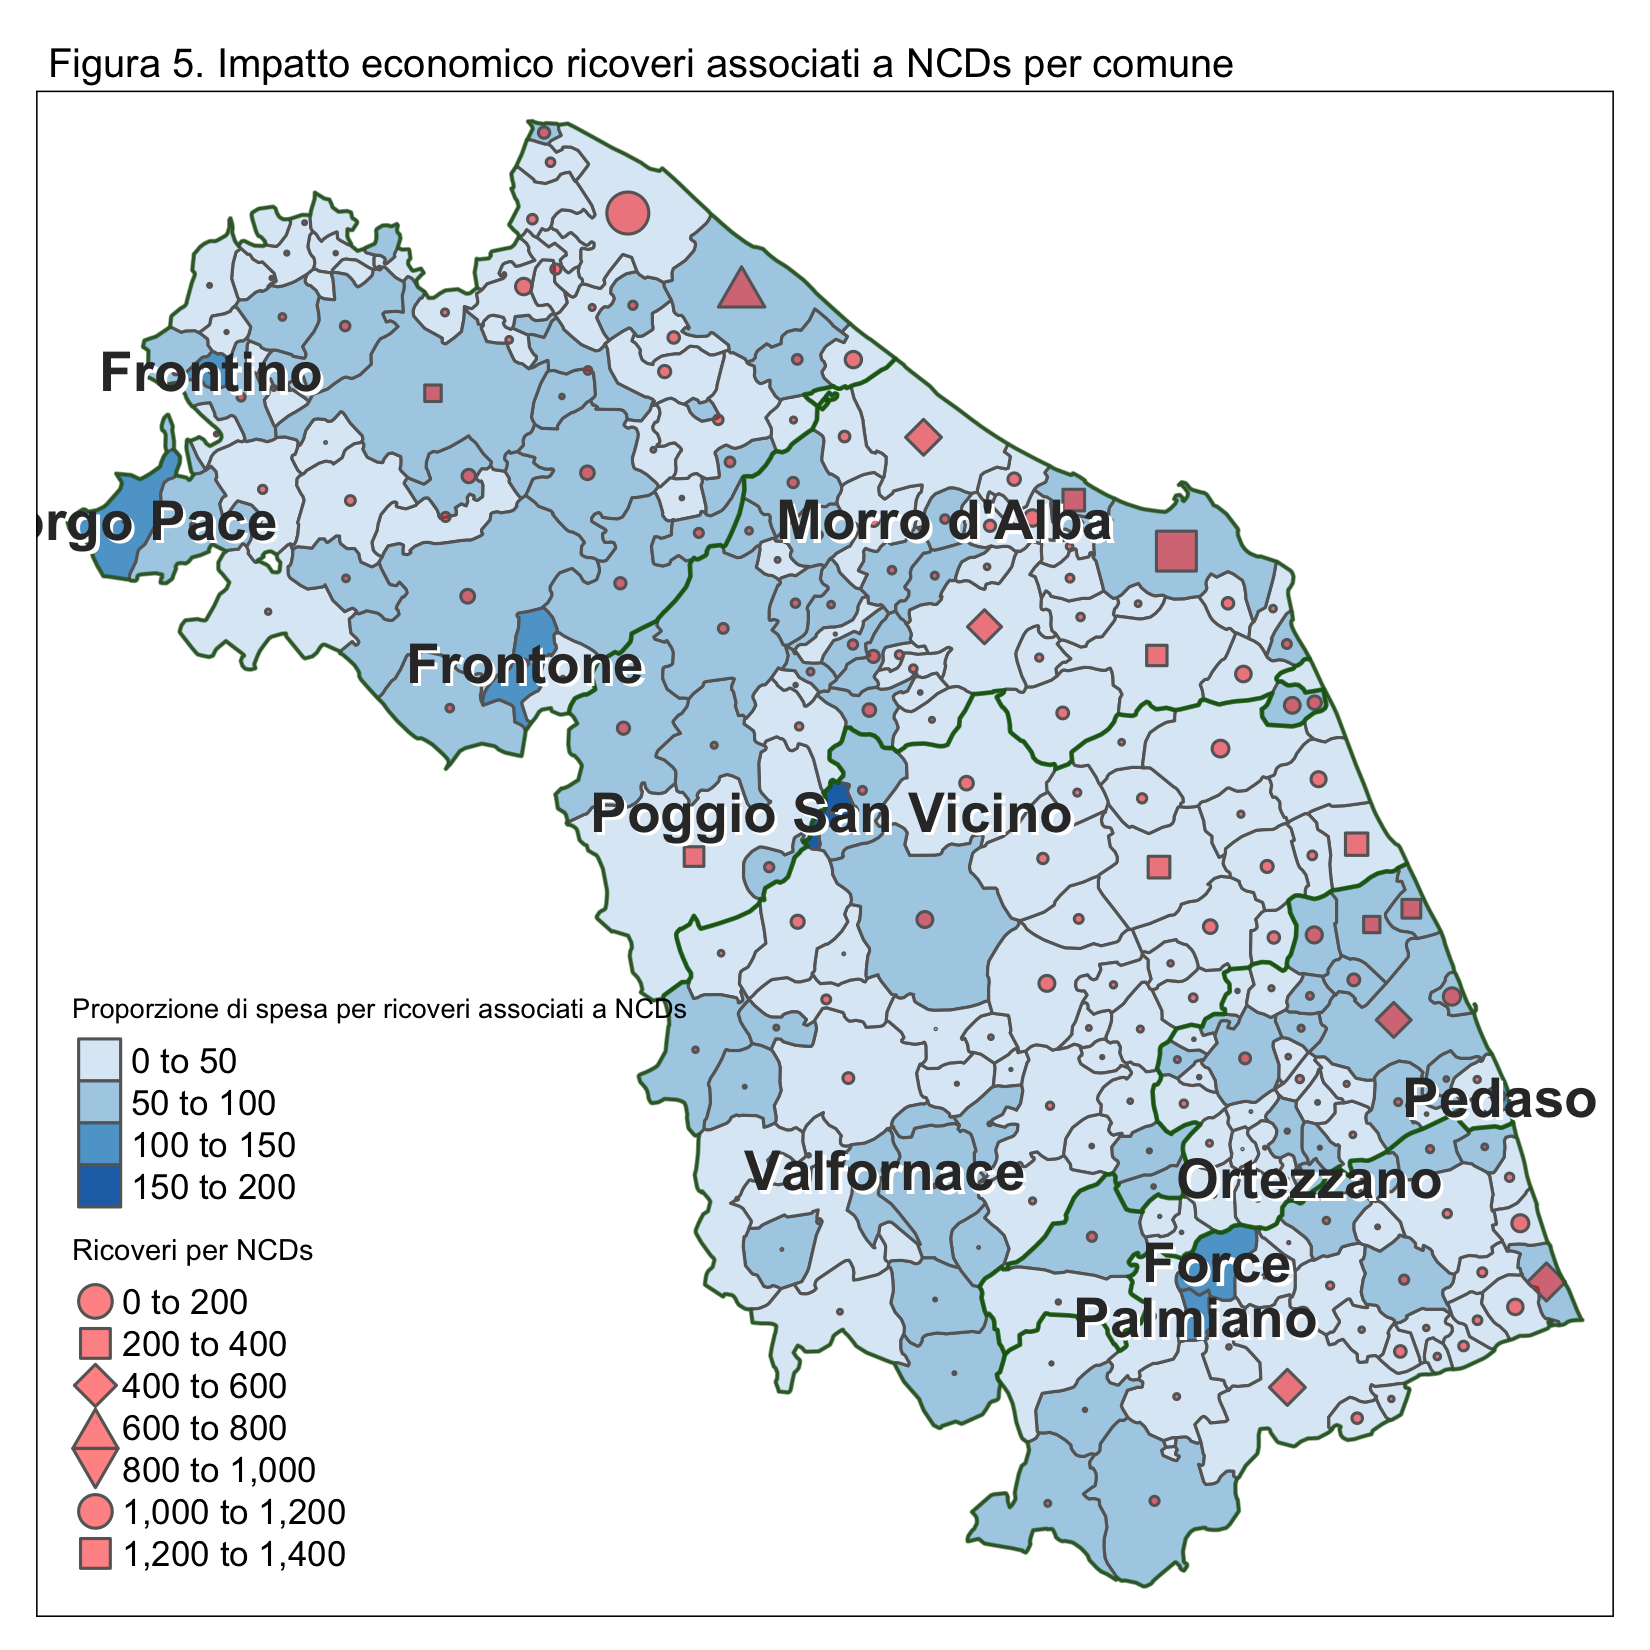 Figura 5. Impatto economico ricoveri associati a NCDs per comune
Frontino
orgo Pace
Morro d'Alba
Frontone
Poggio San Vicino
Pedaso
Valfornace
Ortezzano
Force
Palmiano
Proporzione di spesa per ricoveri associati a NCDs
0 to 50
50 to 100
100 to 150
150 to 200
Ricoveri per NCDs
0 to 200
200 to 400
400 to 600
600 to 800
800 to 1,000
1,000 to 1,200
1,200 to 1,400